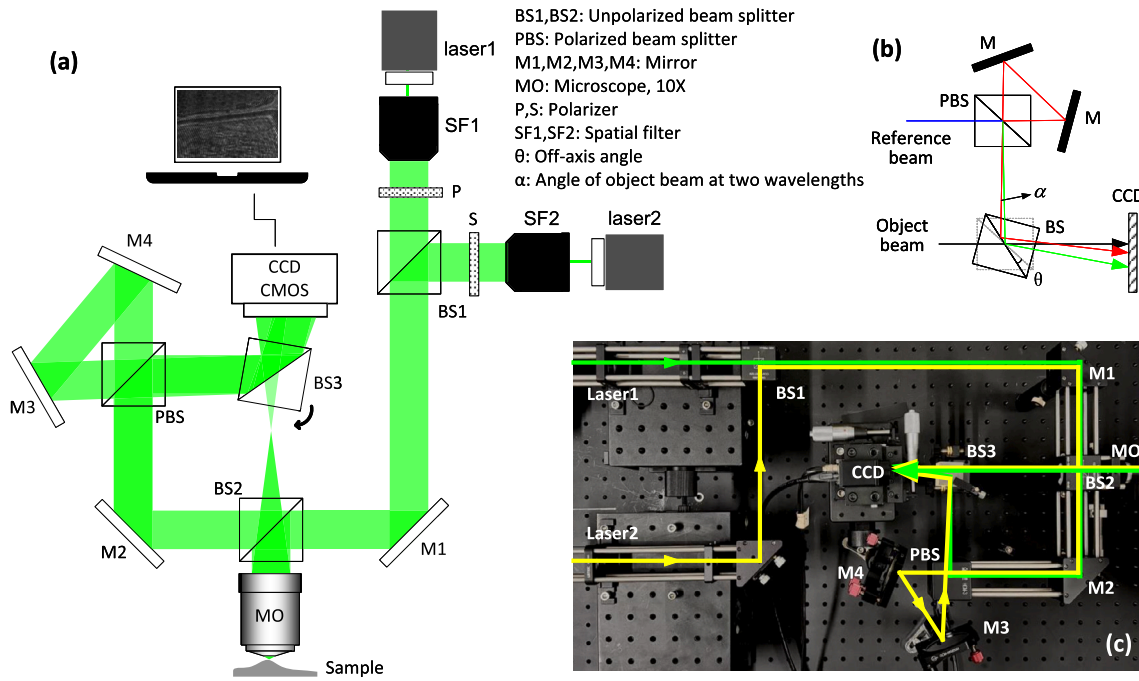 BS1,BS2: Unpolarized beam splitter
PBS: Polarized beam splitter
M1,M2,M3,M4: Mirror
MO: Microscope, 10X
P,S: Polarizer
SF1,SF2: Spatial filter
θ: Off-axis angle
α: Angle of object beam at two wavelengths
(a)
laser1
SF1
P
S
SF2
laser2
BS1
M4
CCD
CMOS
BS3
M3
PBS
BS2
M2
M1
MO
Sample
(b)
M
PBS
M
Reference
beam
α
CCD
BS
Object
beam
θ
M1
Laser1
BS1
BS3
MO
CCD
BS2
Laser2
PBS
M4
M2
M3
(c)